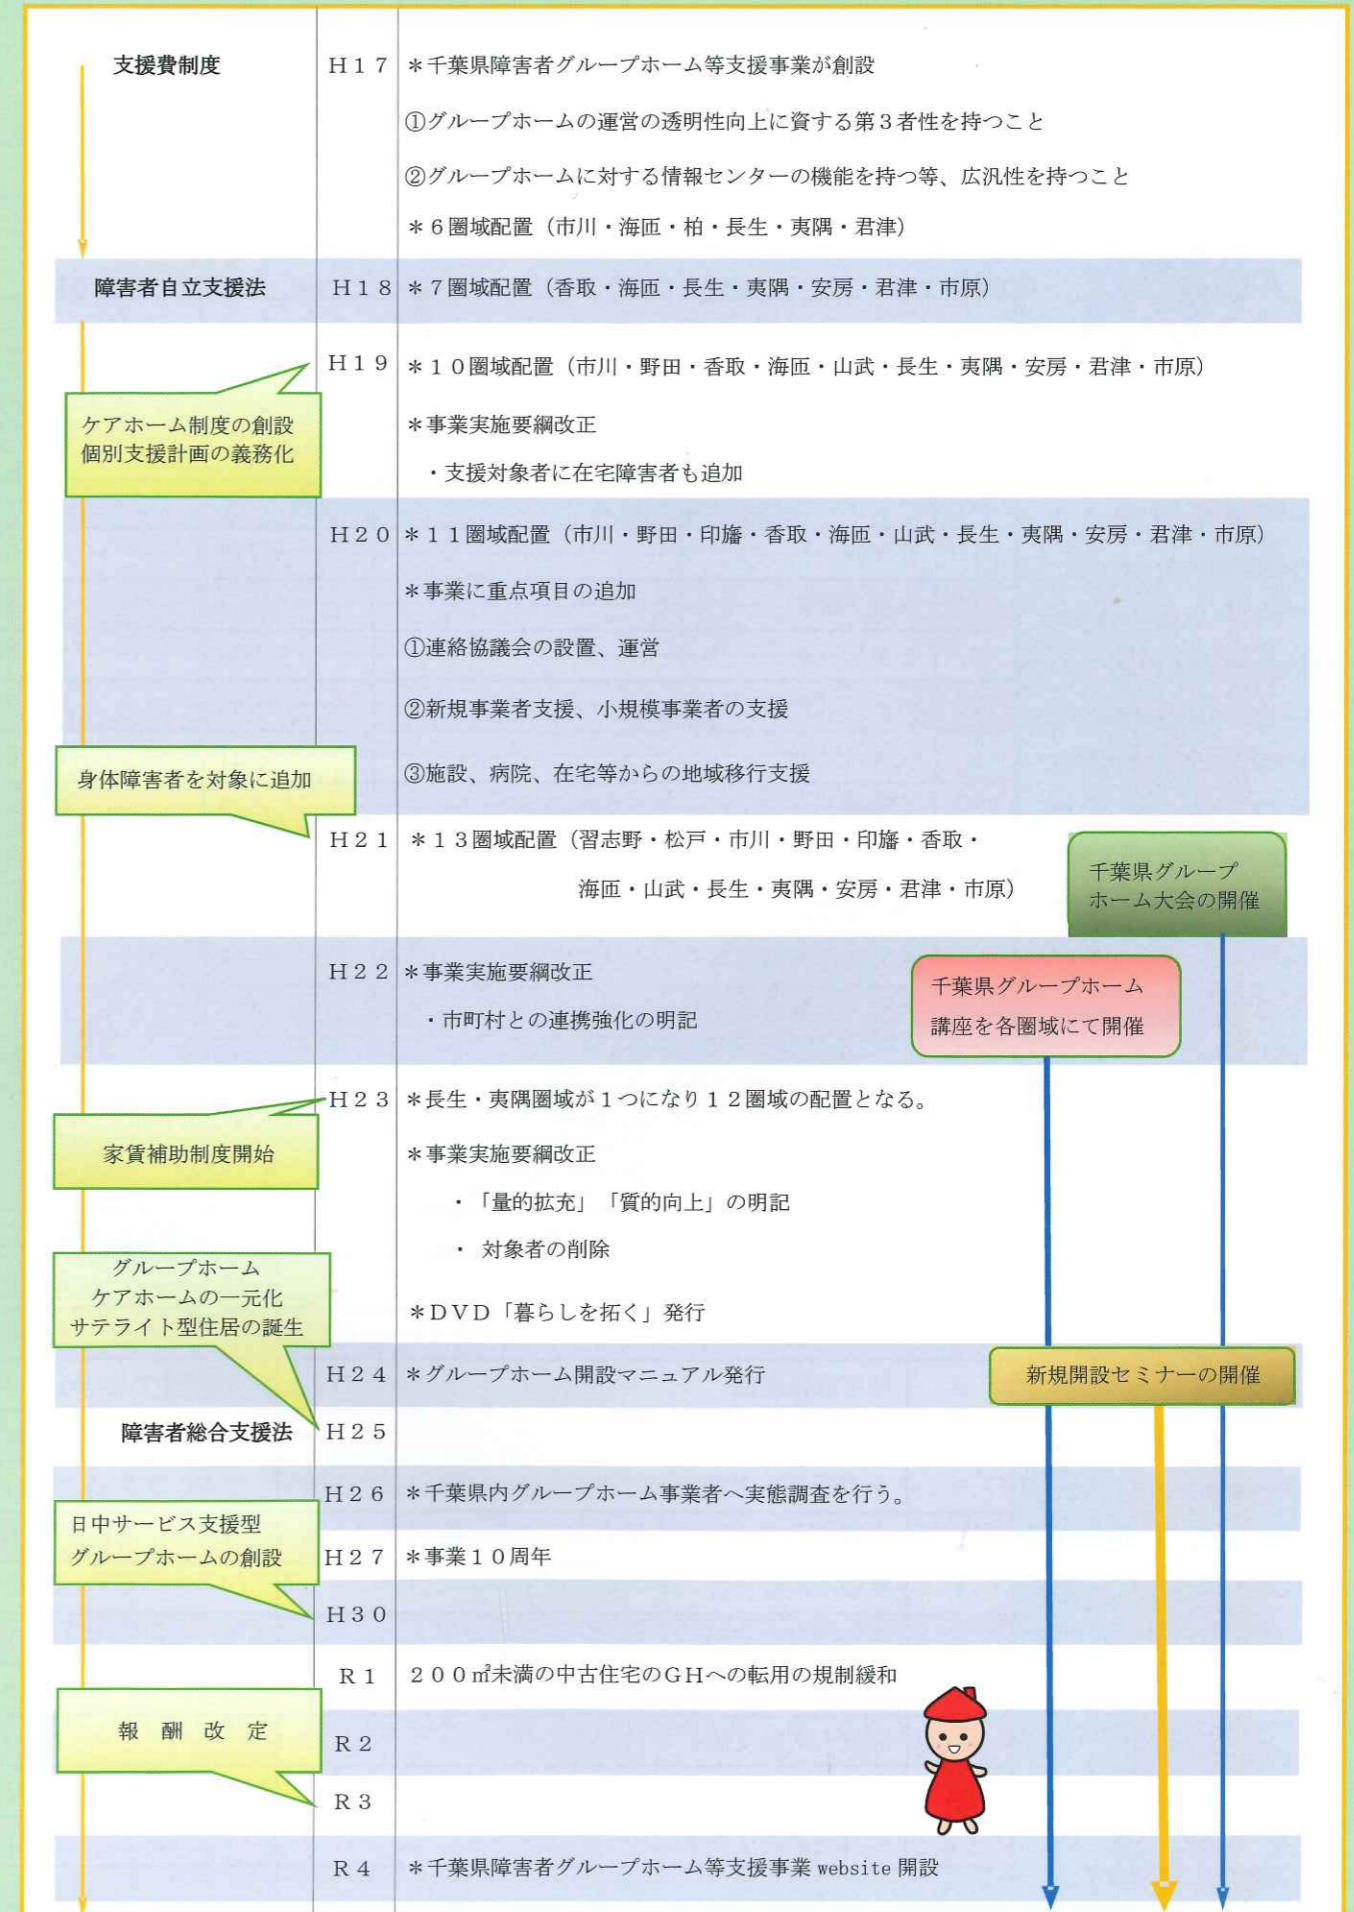 支援費制度
H17
＊千葉県障害者グループホーム等支援事業が創設
①グループホームの運営の透明性向上に資する第３者性を持つこと
②グループホームに対する情報センターの機能を持つ等、広汎性を持つこと
＊６圏域配置（市川・海匝・柏・長生・夷隅・君津）
障害者自立支援法
H18
＊７圏域配置（香取・海匝・長生・夷隅・安房・君津・市原）
H19
＊１０圏域配置（市川・野田・香取・海匝・山武・長生・夷隅・安房・君津・市原）
ケアホーム制度の創設
個別支援計画の義務化
＊事業実施要綱改正
・支援対象者に在宅障害者も追加
H20
＊１１圏域配置（市川・野田・印旛・香取・海匝・山武・長生・夷隅・安房・君津・市原）
＊事業に重点項目の追加
①連絡協議会の設置、運営
②新規事業者支援、小規模事業者の支援
③施設、病院、在宅等からの地域移行支援
身体障害者を対象に追加
H21
＊１３圏域配置（習志野・松戸・市川・野田・印旛・香取・
海匝・山武・長生・夷隅・安房・君津・市原）
千葉県グループ
ホーム大会の開催
H22
＊事業実施要綱改正
・市町村との連携強化の明記
千葉県グループホーム
講座を各圏域にて開催
H23
＊長生・夷隅圏域が１つになり１２圏域の配置となる。
家賃補助制度開始
＊事業実施要綱改正
・「量的拡充」「質的向上」の明記
・ 対象者の削除
＊ＤＶＤ「暮らしを拓く」発行
グループホーム
ケアホームの一元化
サテライト型住居の誕生
H24
＊グループホーム開設マニュアル発行
新規開設セミナーの開催
障害者総合支援法
H25
H26
＊千葉県内グループホーム事業者へ実態調査を行う。
日中サービス支援型
グループホームの創設
H27
＊事業１０周年
H30
R1
２００㎡未満の中古住宅のＧＨへの転用の規制緩和
報 酬 改 定
R2
R3
R4
＊千葉県障害者グループホーム等支援事業 website 開設